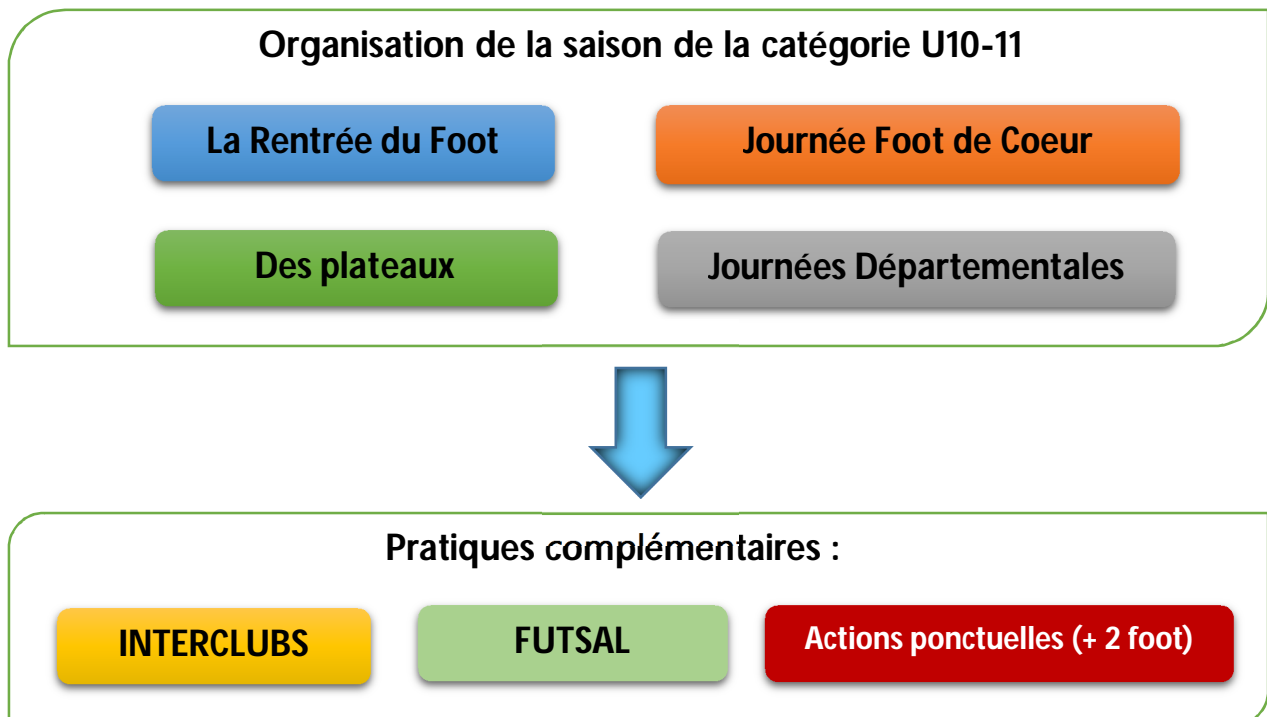 Organisation de la saison de la catégorie U10-11
La Rentrée du Foot
Journée Foot de Coeur
Des plateaux
Journées Départementales
Pratiques complémentaires :
INTERCLUBS
FUTSAL
Actions ponctuelles (+ 2 foot)